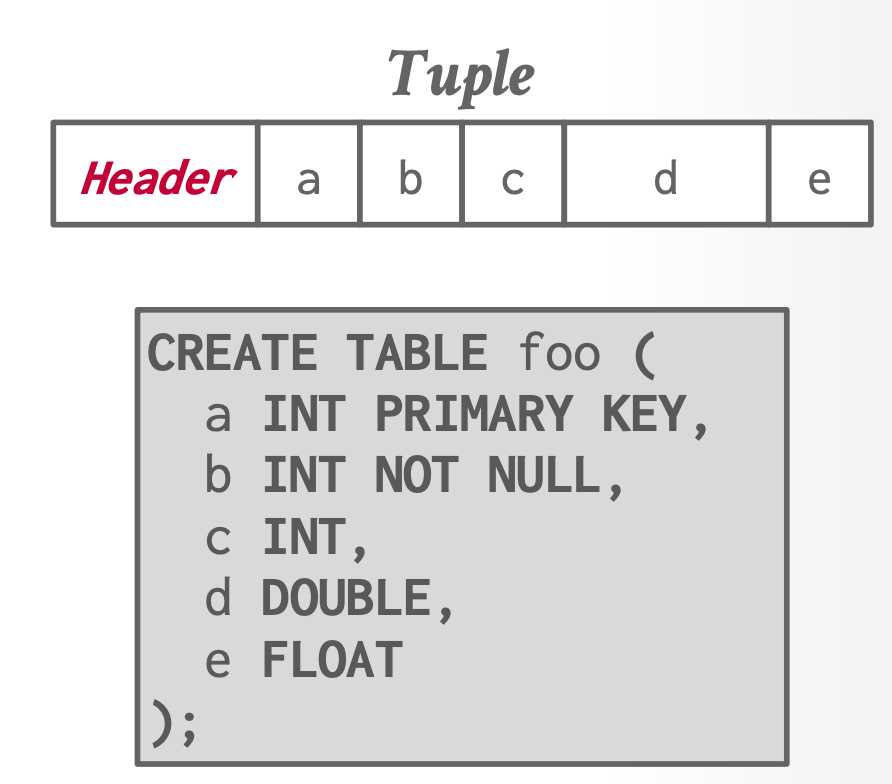 Tuple
Header a b c d e
CREATE TABLE foo (
a INT PRIMARY KEY,
b INT NOT NULL,
c INT,
d DOUBLE,
e FLOAT
);